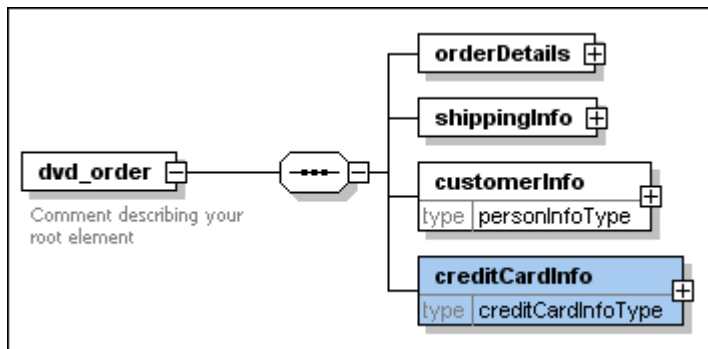 orderDetails
shippingInfo
dvd_order
Comment describing your
root element
customerInfo
type personInfoType
creditCardInfo
type creditCardInfoType